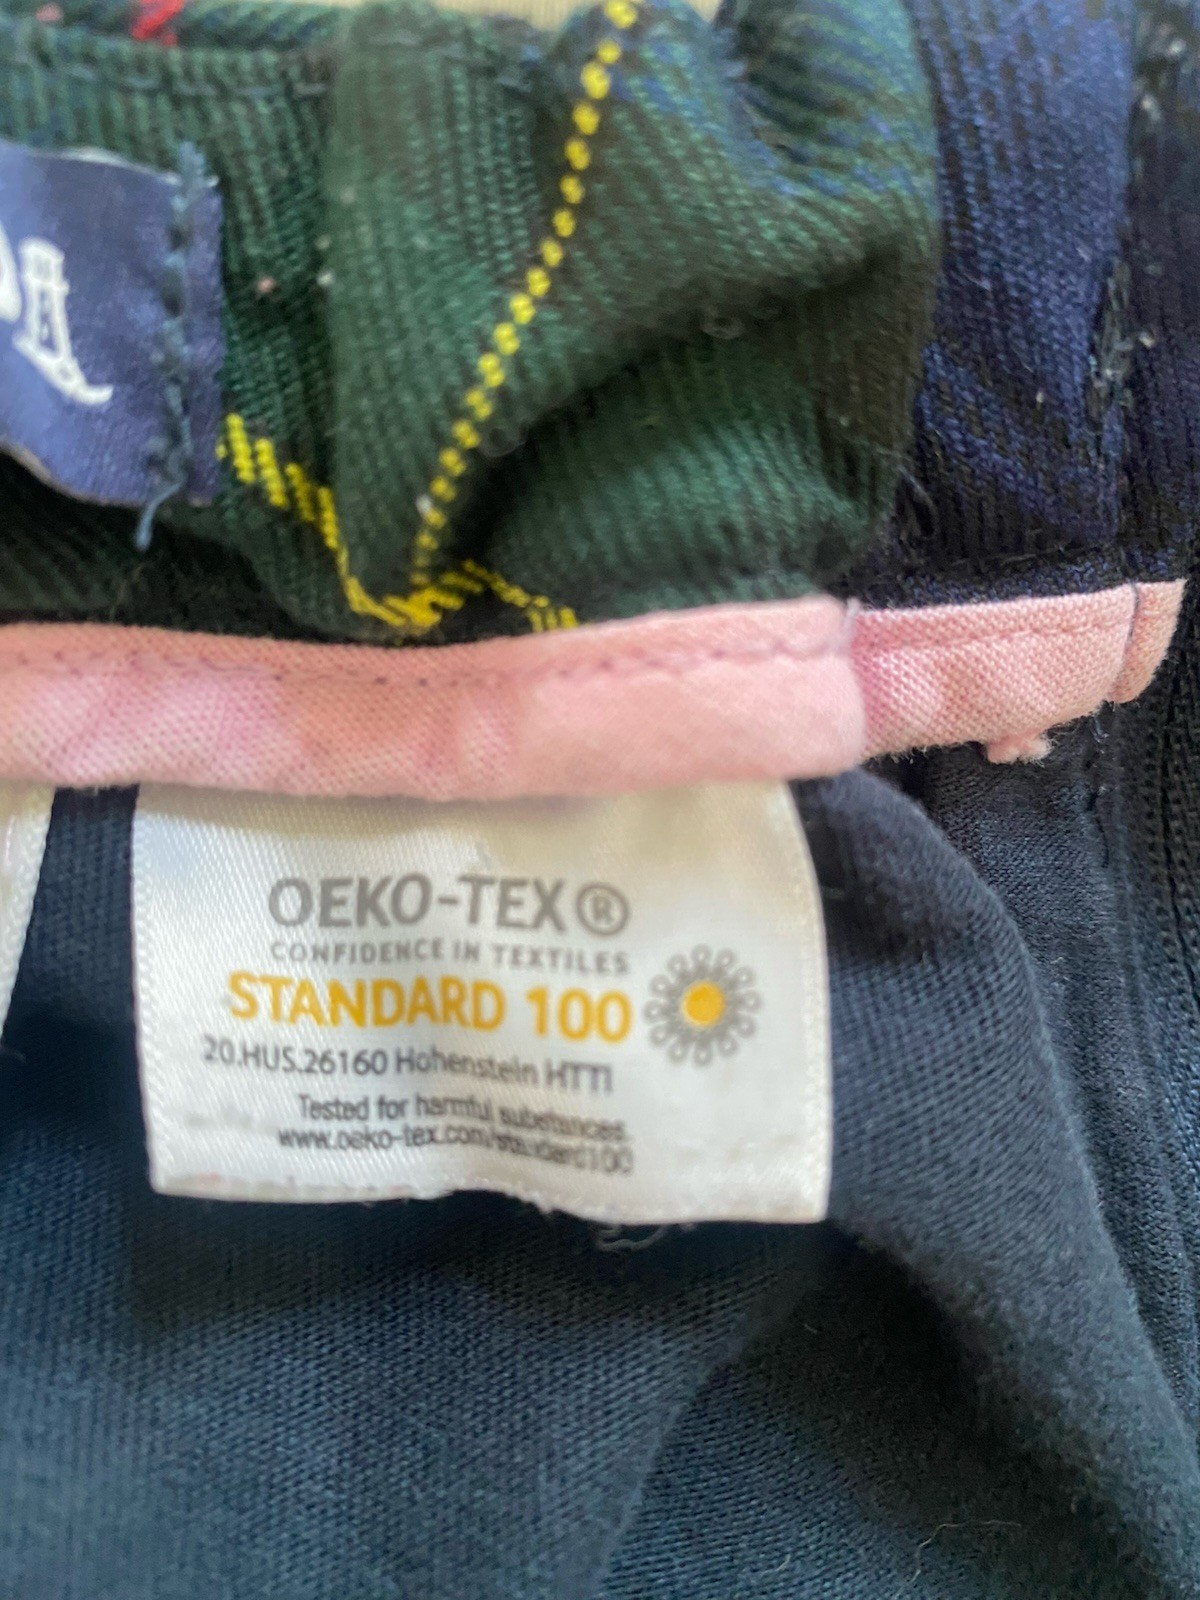 OEKO-TEX®
CONFIDENCE IN TEXTILES
STANDARD 100
20.HUS.26160 Hohenstein HTTI
Tested for harmful substances.
www.oeko-tex.com/standard100